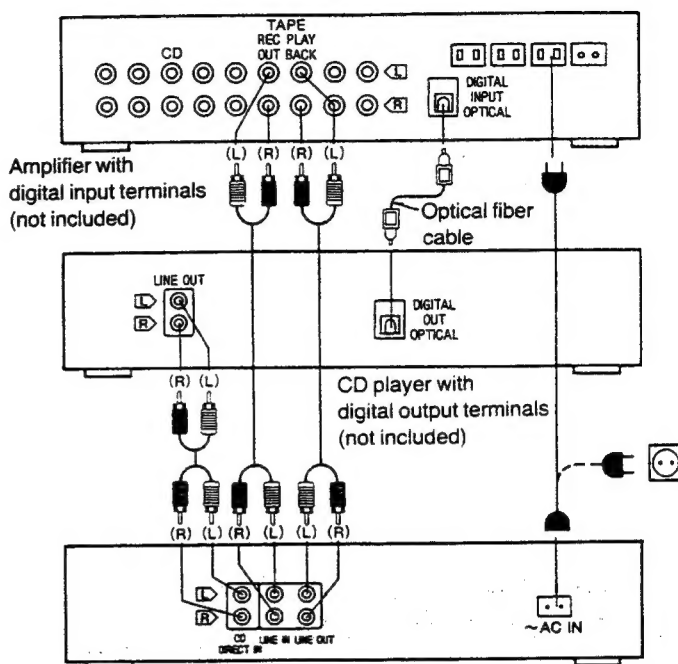 TAPE
REC PLAY
CD OUT BACK
L
R
DIGITAL
INPUT
OPTICAL
(L) (R) (R) (L)
Amplifier with
digital input terminals
(not included)
Optical fiber
cable
LINE OUT
L
R
DIGITAL
OUT
OPTICAL
(R) (L)
CD player with
digital output terminals
(not included)
(R) (L) (R) (L) (L) (R)
L
R
CD
DIRECT IN LINE IN LINE OUT
~AC IN